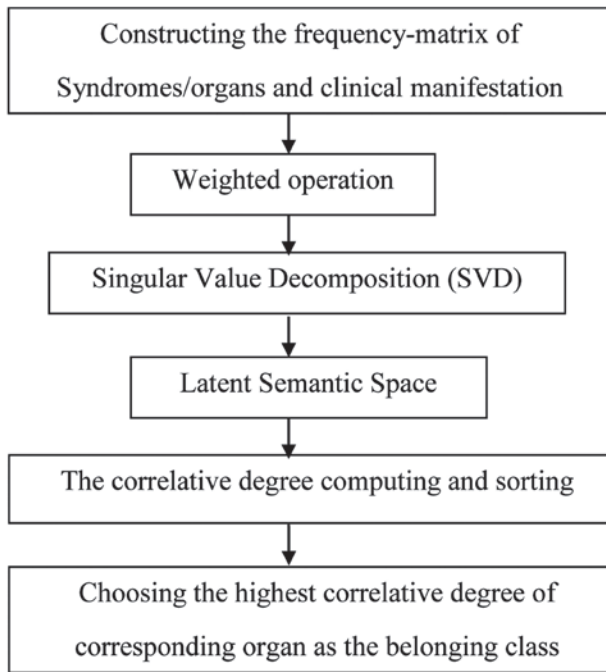 Constructing the frequency-matrix of
Syndromes/organs and clinical manifestation
Weighted operation
Singular Value Decomposition (SVD)
Latent Semantic Space
The correlative degree computing and sorting
Choosing the highest correlative degree of
corresponding organ as the belonging class